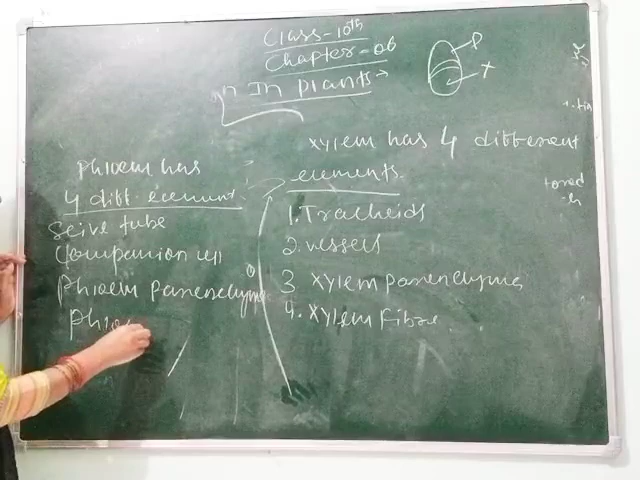 Class-10th
Chapter-06
In plants →
P
x
Phloem has
4 diff. element
Seive tube
Companion cell
Phloem parenchyma
Phloe
xylem has 4 different
elements.
1. Tracheids
2. vessels
3 xylem parenchyma
4. xylem fibre